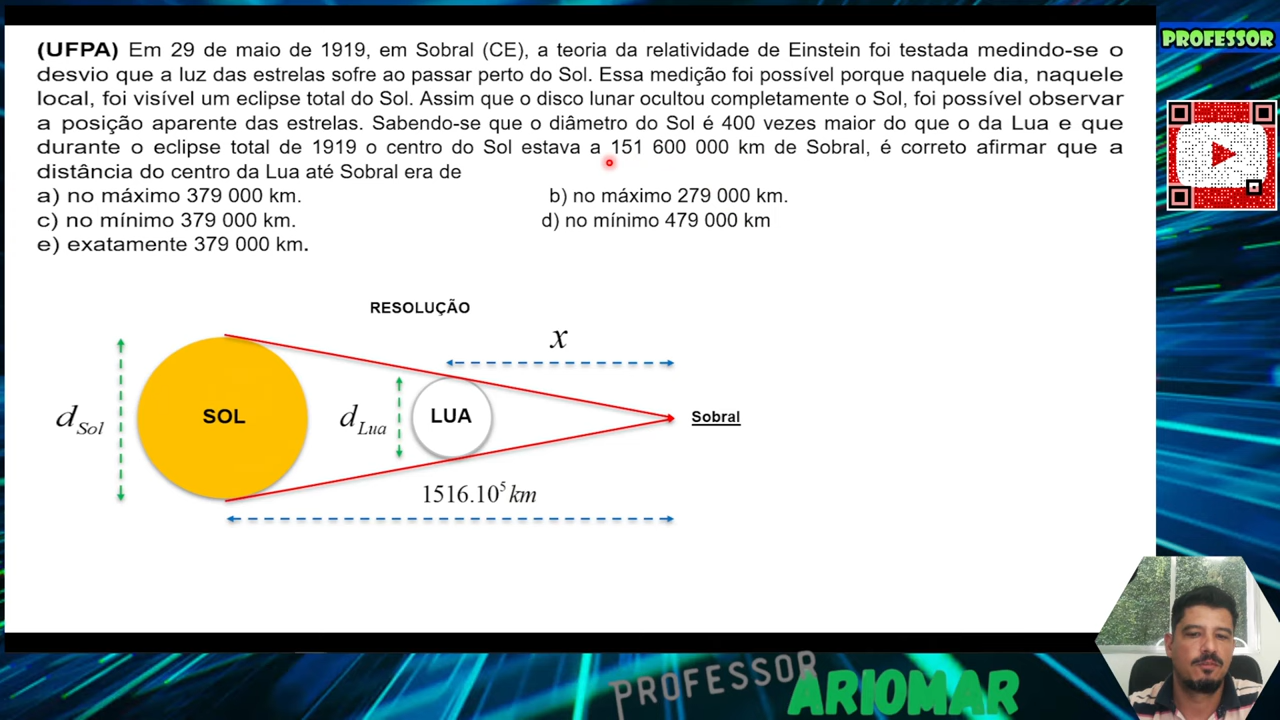 PROFESSOR
(UFPA) Em 29 de maio de 1919, em Sobral (CE), a teoria da relatividade de Einstein foi testada medindo-se o
desvio que a luz das estrelas sofre ao passar perto do Sol. Essa medição foi possível porque naquele dia, naquele
local, foi visível um eclipse total do Sol. Assim que o disco lunar ocultou completamente o Sol, foi possível observar
a posição aparente das estrelas. Sabendo-se que o diâmetro do Sol é 400 vezes maior do que o da Lua e que
durante o eclipse total de 1919 o centro do Sol estava a 151 600 000 km de Sobral, é correto afirmar que a
distância do centro da Lua até Sobral era de
a) no máximo 379 000 km. b) no máximo 279 000 km.
c) no mínimo 379 000 km. d) no mínimo 479 000 km
e) exatamente 379 000 km.
RESOLUÇÃO
x
d Sol
SOL
d Lua
LUA
Sobral
1516.10⁵ km
PROFESSOR
ARIOMAR